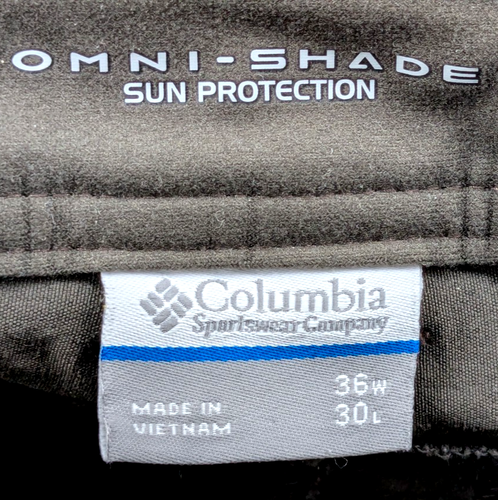 OMNI-SHADE
SUN PROTECTION
Columbia
Sportswear Company
36W
30L
MADE IN
VIETNAM